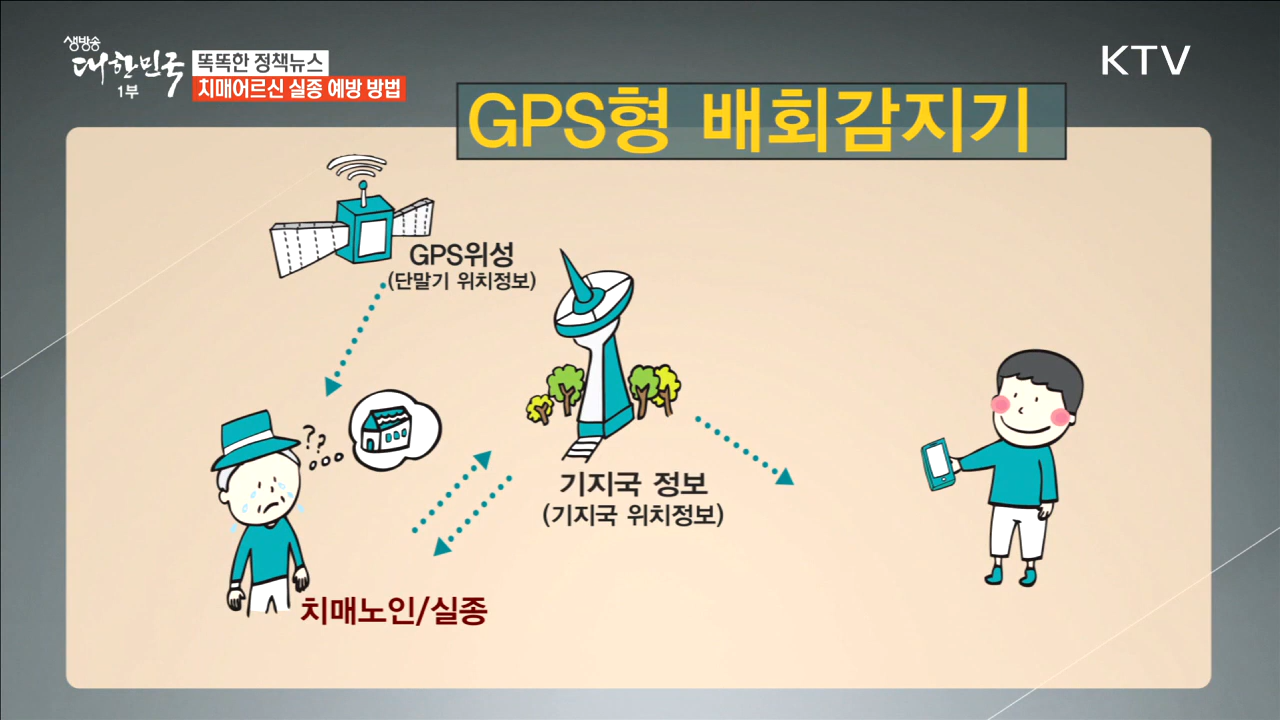 생방송
대한민국
1부
똑똑한 정책뉴스
치매어르신 실종 예방 방법
KTV
GPS형 배회감지기
GPS위성
(단말기 위치정보)
??
기지국 정보
(기지국 위치정보)
치매노인/실종